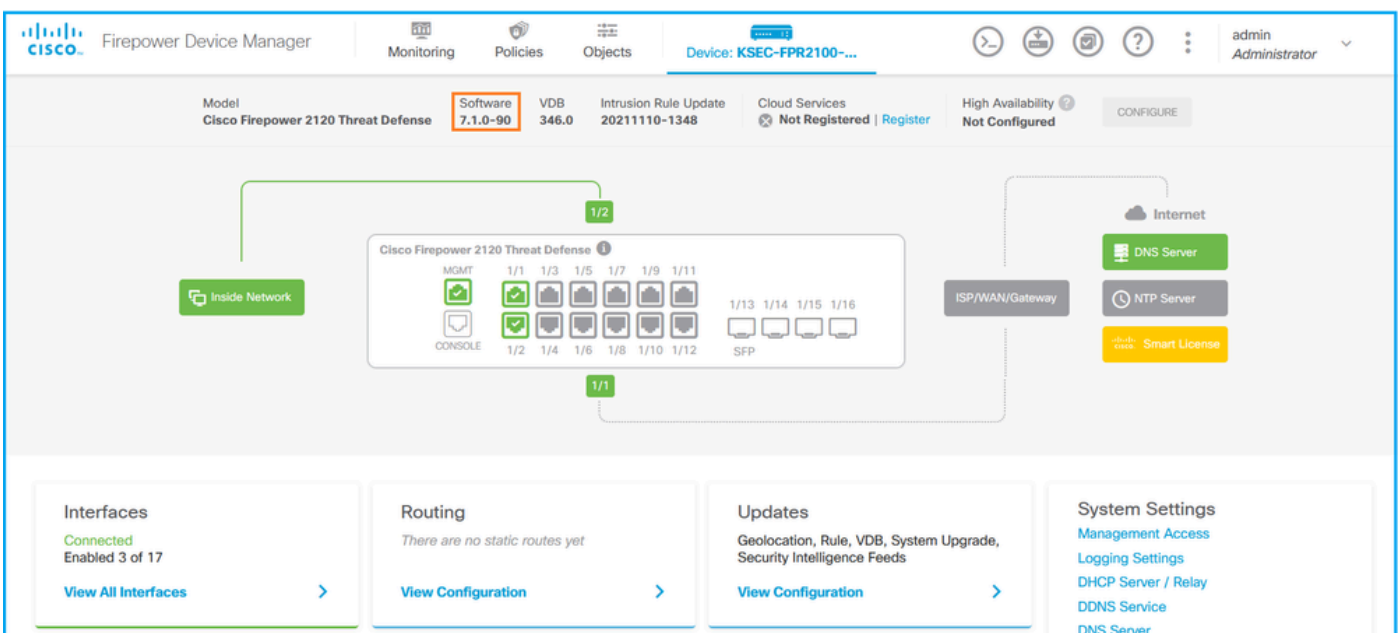 CISCO
Firepower Device Manager
Monitoring
Policies
Objects
Device: KSEC-FPR2100-...
admin
Administrator
Model
Cisco Firepower 2120 Threat Defense
Software
7.1.0-90
VDB
346.0
Intrusion Rule Update
20211110-1348
Cloud Services
Not Registered | Register
High Availability ?
Not Configured
CONFIGURE
1/2
Internet
Cisco Firepower 2120 Threat Defense
MGMT 1/1 1/3 1/5 1/7 1/9 1/11
1/13 1/14 1/15 1/16
CONSOLE 1/2 1/4 1/6 1/8 1/10 1/12
SFP
Inside Network
ISP/WAN/Gateway
DNS Server
NTP Server
CISCO Smart License
1/1
Interfaces
Connected
Enabled 3 of 17
View All Interfaces
Routing
There are no static routes yet
View Configuration
Updates
Geolocation, Rule, VDB, System Upgrade,
Security Intelligence Feeds
View Configuration
System Settings
Management Access
Logging Settings
DHCP Server / Relay
DDNS Service
DNS Server